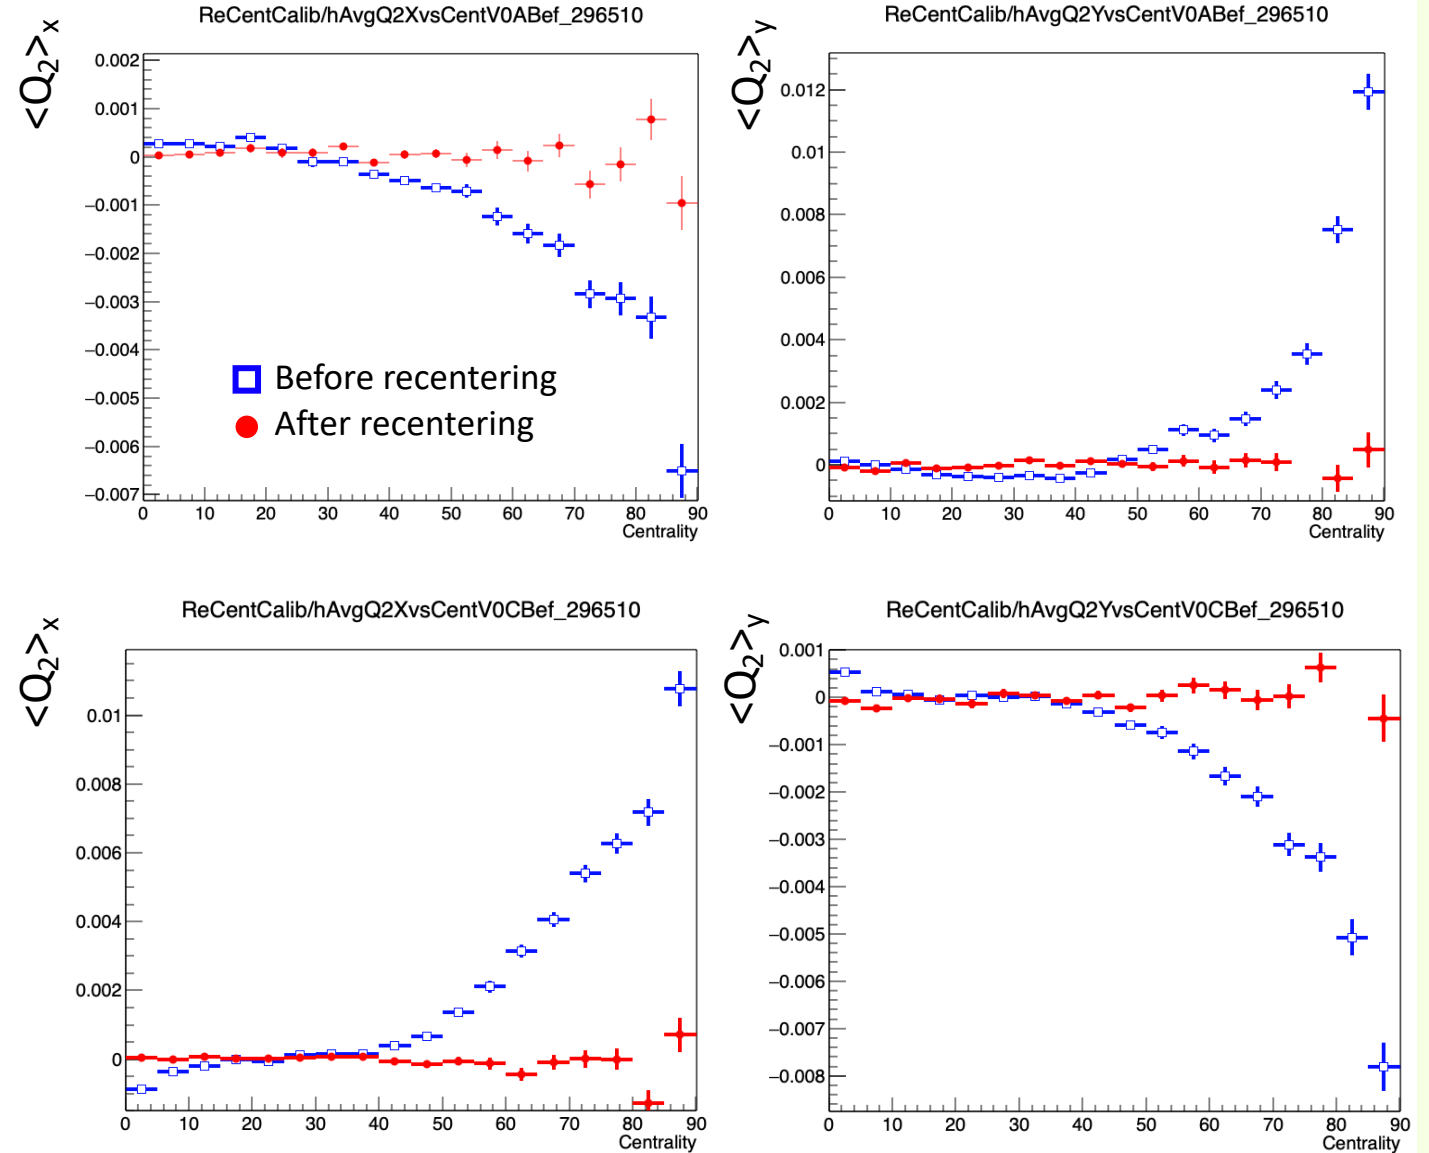 ReCentCalib/hAvgQ2XvsCentV0ABef_296510
<Q2>x
0.002
0.001
0
−0.001
−0.002
−0.003
−0.004
−0.005
−0.006
−0.007
Before recentering
After recentering
0 10 20 30 40 50 60 70 80 90
Centrality
ReCentCalib/hAvgQ2YvsCentV0ABef_296510
<Q2>y
0.012
0.01
0.008
0.006
0.004
0.002
0
0 10 20 30 40 50 60 70 80 90
Centrality
ReCentCalib/hAvgQ2XvsCentV0CBef_296510
<Q2>x
0.01
0.008
0.006
0.004
0.002
0
0 10 20 30 40 50 60 70 80 90
Centrality
ReCentCalib/hAvgQ2YvsCentV0CBef_296510
<Q2>y
0.001
0
−0.001
−0.002
−0.003
−0.004
−0.005
−0.006
−0.007
−0.008
0 10 20 30 40 50 60 70 80 90
Centrality